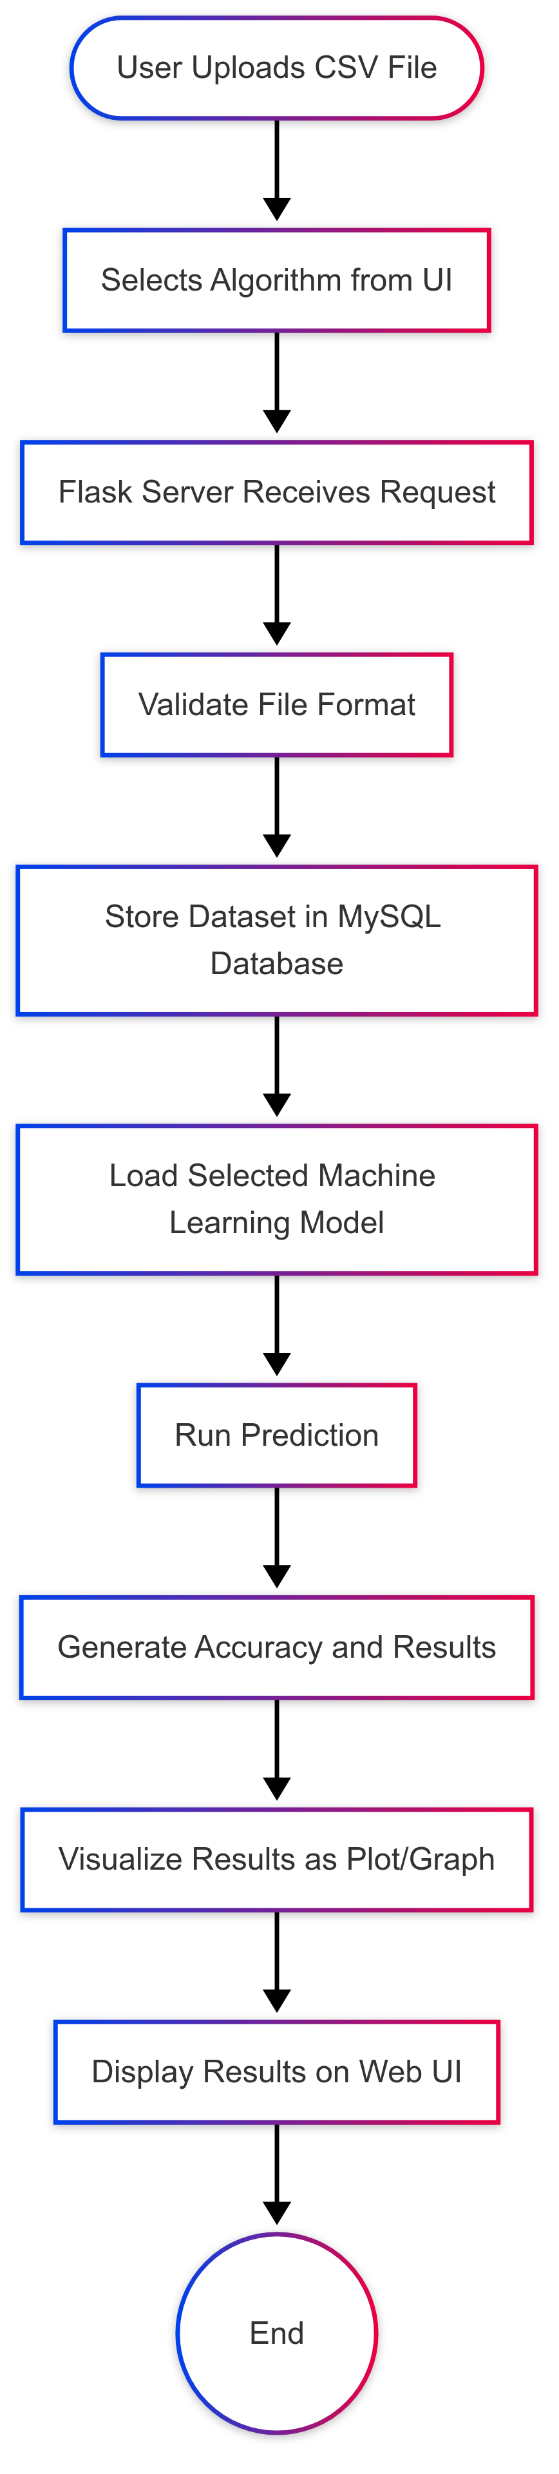 User Uploads CSV File
Selects Algorithm from UI
Flask Server Receives Request
Validate File Format
Store Dataset in MySQL
Database
Load Selected Machine
Learning Model
Run Prediction
Generate Accuracy and Results
Visualize Results as Plot/Graph
Display Results on Web UI
End